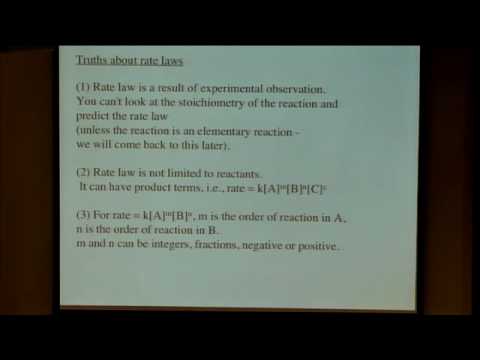 Truths about rate laws
(1) Rate law is a result of experimental observation.
You can't look at the stoichiometry of the reaction and
predict the rate law
(unless the reaction is an elementary reaction -
we will come back to this later).
(2) Rate law is not limited to reactants.
It can have product terms, i.e., rate = k[A]ᵐ[B]ⁿ[C]ᶜ
(3) For rate = k[A]ᵐ[B]ⁿ, m is the order of reaction in A,
n is the order of reaction in B.
m and n can be integers, fractions, negative or positive.